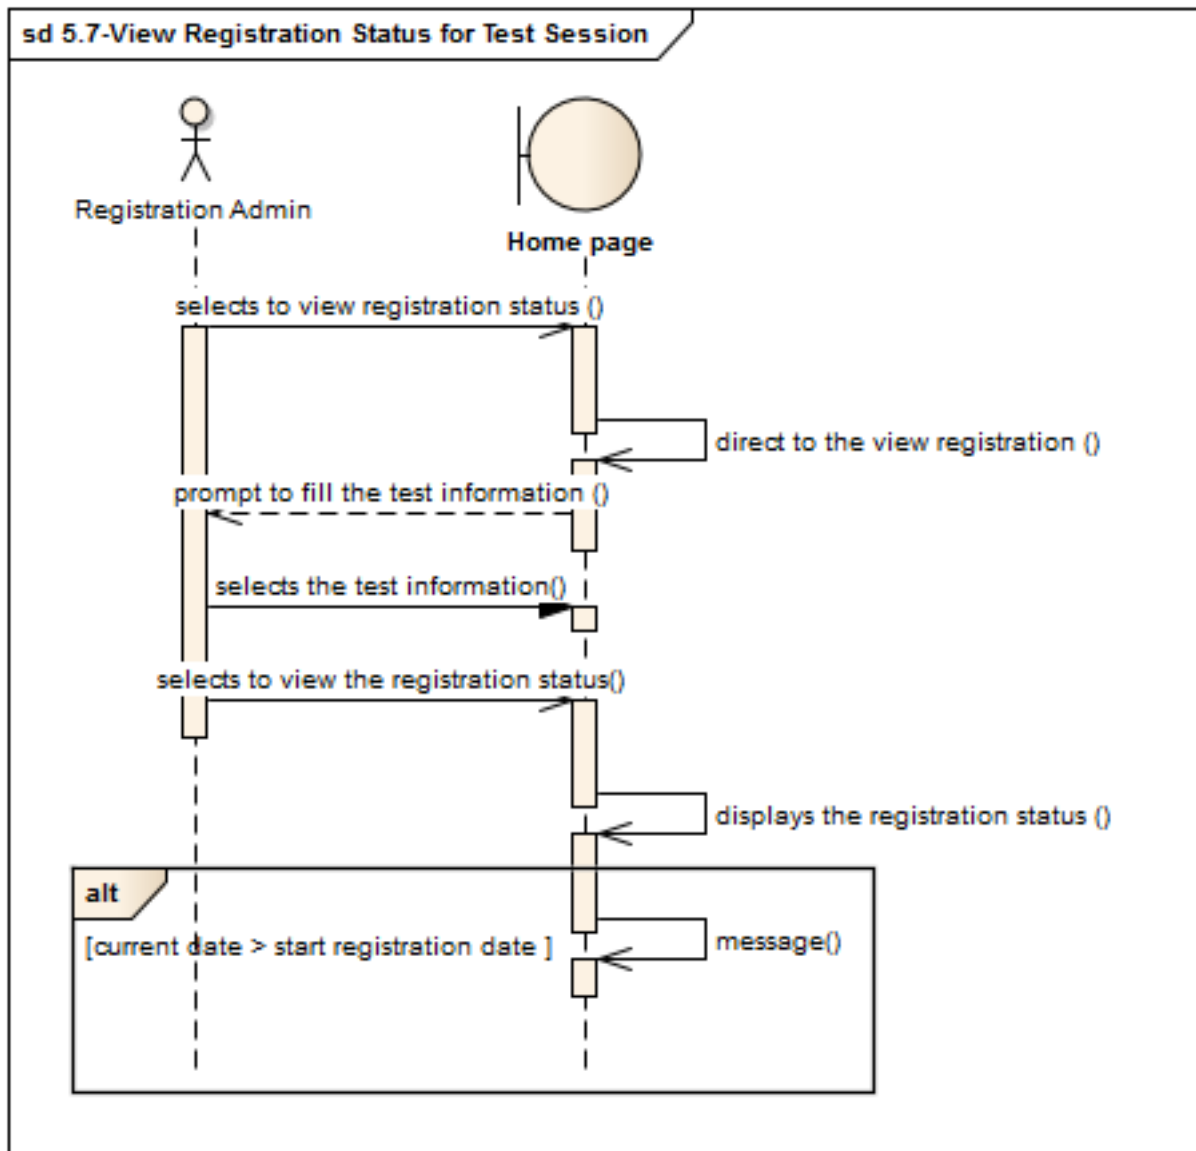 sd 5.7-View Registration Status for Test Session
Registration Admin
Home page
selects to view registration status ()
direct to the view registration ()
prompt to fill the test information ()
selects the test information()
selects to view the registration status()
displays the registration status ()
alt
[current date > start registration date ]
message()